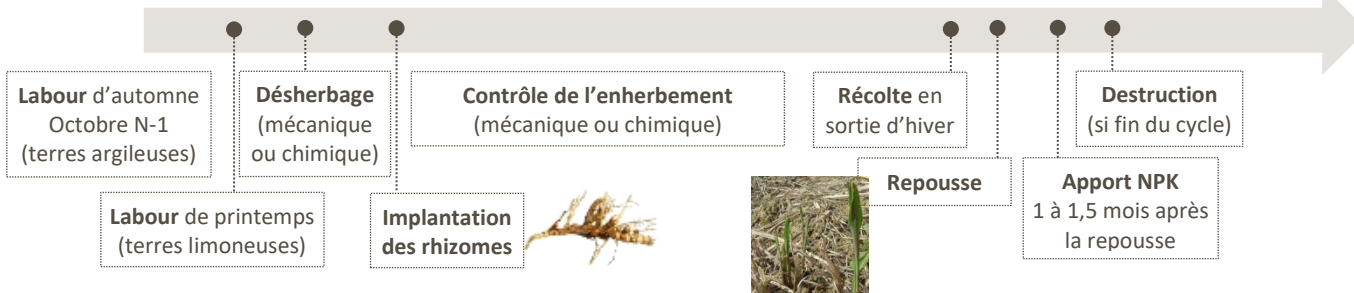 Labour d’automne
Octobre N-1
(terres argileuses)
Labour de printemps
(terres limoneuses)
Désherbage
(mécanique
ou chimique)
Implantation
des rhizomes
Contrôle de l’enherbement
(mécanique ou chimique)
Récolte en
sortie d’hiver
Repousse
Apport NPK
1 à 1,5 mois après
la repousse
Destruction
(si fin du cycle)